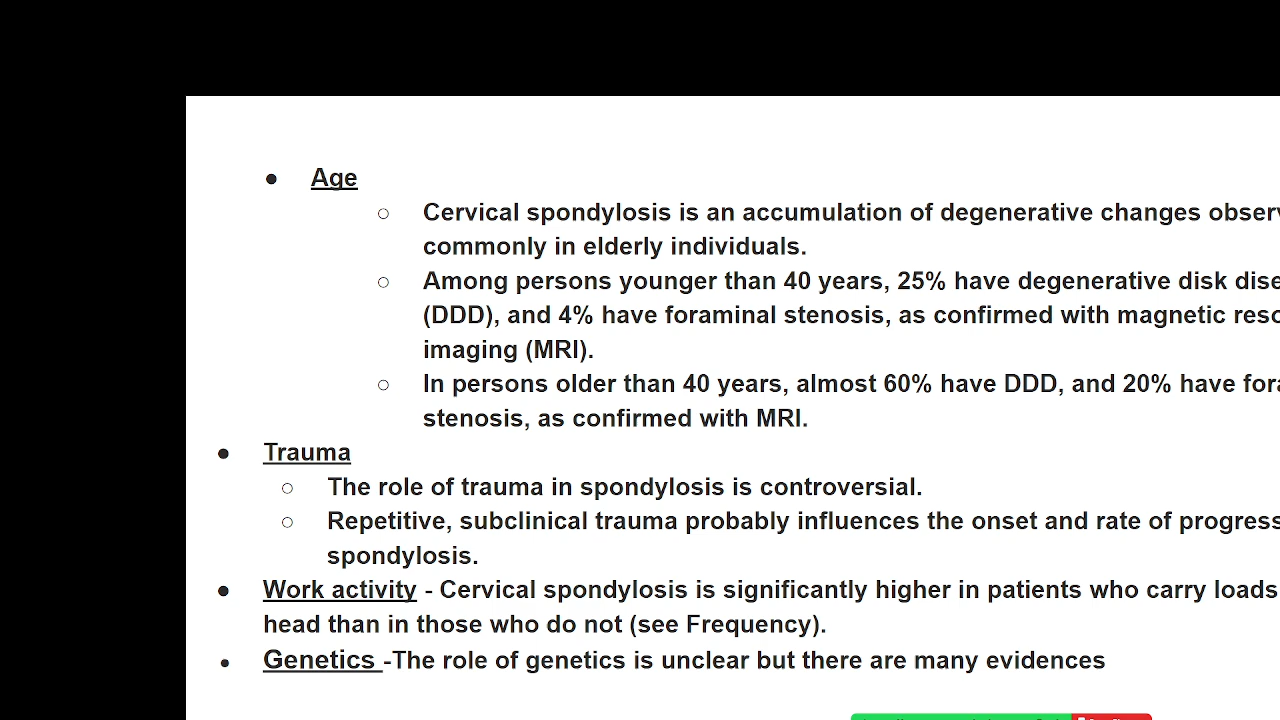 ● Age
○ Cervical spondylosis is an accumulation of degenerative changes
commonly in elderly individuals.
○ Among persons younger than 40 years, 25% have degenerative disk
(DDD), and 4% have foraminal stenosis, as confirmed with magnetic
imaging (MRI).
○ In persons older than 40 years, almost 60% have DDD, and 20% have
stenosis, as confirmed with MRI.
● Trauma
○ The role of trauma in spondylosis is controversial.
○ Repetitive, subclinical trauma probably influences the onset and rate of
spondylosis.
● Work activity - Cervical spondylosis is significantly higher in patients who carry loads
head than in those who do not (see Frequency).
● Genetics -The role of genetics is unclear but there are many evidences